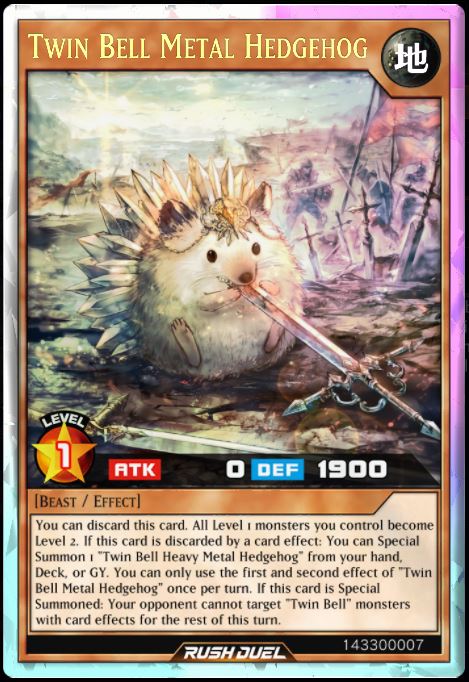 TWIN BELL METAL HEDGEHOG
地
LEVEL
1
ATK 0 DEF 1900
[BEAST / EFFECT]
You can discard this card. All Level 1 monsters you control become
Level 2. If this card is discarded by a card effect: You can Special
Summon 1 "Twin Bell Heavy Metal Hedgehog" from your hand,
Deck, or GY. You can only use the first and second effect of "Twin
Bell Metal Hedgehog" once per turn. If this card is Special
Summoned: Your opponent cannot target "Twin Bell" monsters
with card effects for the rest of this turn.
143300007
RUSH DUEL